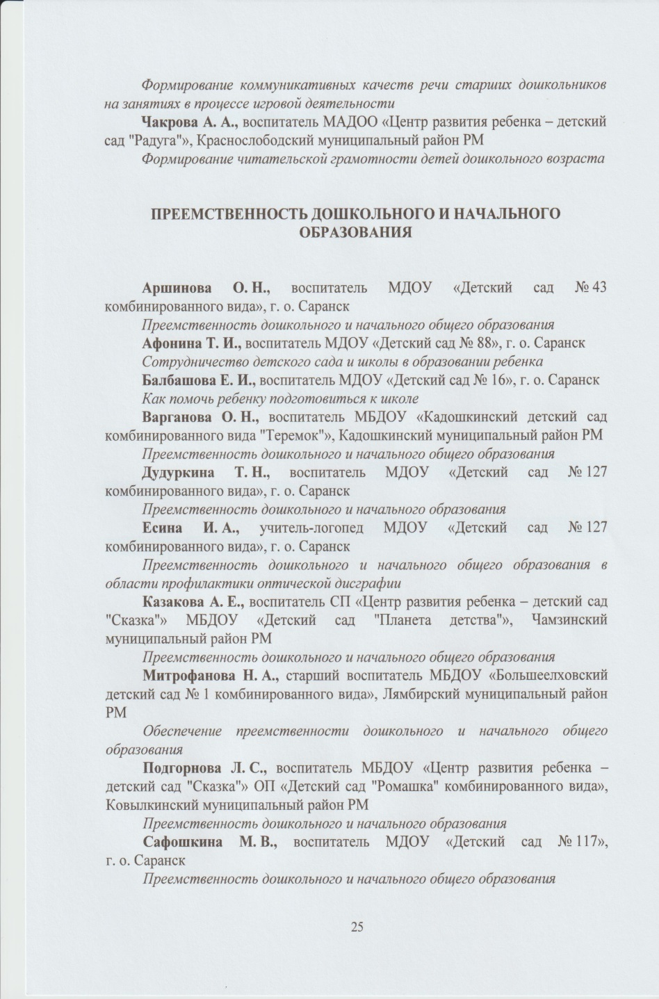 Формирование коммуникативных качеств речи старших дошкольников
на занятиях в процессе игровой деятельности
Чакрова А. А., воспитатель МАДОО «Центр развития ребенка – детский
сад "Радуга"», Краснослободский муниципальный район РМ
Формирование читательской грамотности детей дошкольного возраста
ПРЕЕМСТВЕННОСТЬ ДОШКОЛЬНОГО И НАЧАЛЬНОГО
ОБРАЗОВАНИЯ
Аршинова О. Н., воспитатель МДОУ «Детский сад № 43
комбинированного вида», г. о. Саранск
Преемственность дошкольного и начального общего образования
Афонина Т. И., воспитатель МДОУ «Детский сад № 88», г. о. Саранск
Сотрудничество детского сада и школы в образовании ребенка
Балбашова Е. И., воспитатель МДОУ «Детский сад № 16», г. о. Саранск
Как помочь ребенку подготовиться к школе
Варганова О. Н., воспитатель МБДОУ «Кадошкинский детский сад
комбинированного вида "Теремок"», Кадошкинский муниципальный район РМ
Преемственность дошкольного и начального общего образования
Дудуркина Т. Н., воспитатель МДОУ «Детский сад № 127
комбинированного вида», г. о. Саранск
Преемственность дошкольного и начального образования
Есина И. А., учитель-логопед МДОУ «Детский сад № 127
комбинированного вида», г. о. Саранск
Преемственность дошкольного и начального общего образования в
области профилактики оптической дисграфии
Казакова А. Е., воспитатель СП «Центр развития ребенка – детский сад
"Сказка"» МБДОУ «Детский сад "Планета детства"», Чамзинский
муниципальный район РМ
Преемственность дошкольного и начального общего образования
Митрофанова Н. А., старший воспитатель МБДОУ «Большеелховский
детский сад № 1 комбинированного вида», Лямбирский муниципальный район
РМ
Обеспечение преемственности дошкольного и начального общего
образования
Подгорнова Л. С., воспитатель МБДОУ «Центр развития ребенка –
детский сад "Сказка"» ОП «Детский сад "Ромашка" комбинированного вида»,
Ковылкинский муниципальный район РМ
Преемственность дошкольного и начального образования
Сафошкина М. В., воспитатель МДОУ «Детский сад № 117»,
г. о. Саранск
Преемственность дошкольного и начального общего образования
25